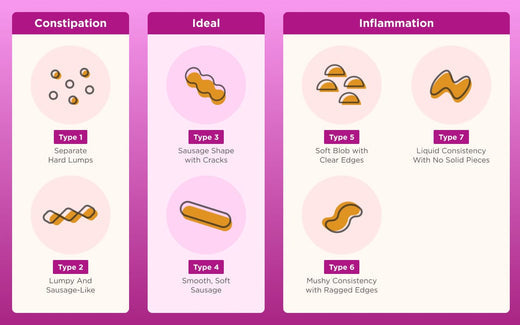 Constipation
Type 1
Separate
Hard Lumps
Type 2
Lumpy And
Sausage-Like
Ideal
Type 3
Sausage Shape
with Cracks
Type 4
Smooth, Soft
Sausage
Inflammation
Type 5
Soft Blob with
Clear Edges
Type 7
Liquid Consistency
With No Solid Pieces
Type 6
Mushy Consistency
with Ragged Edges